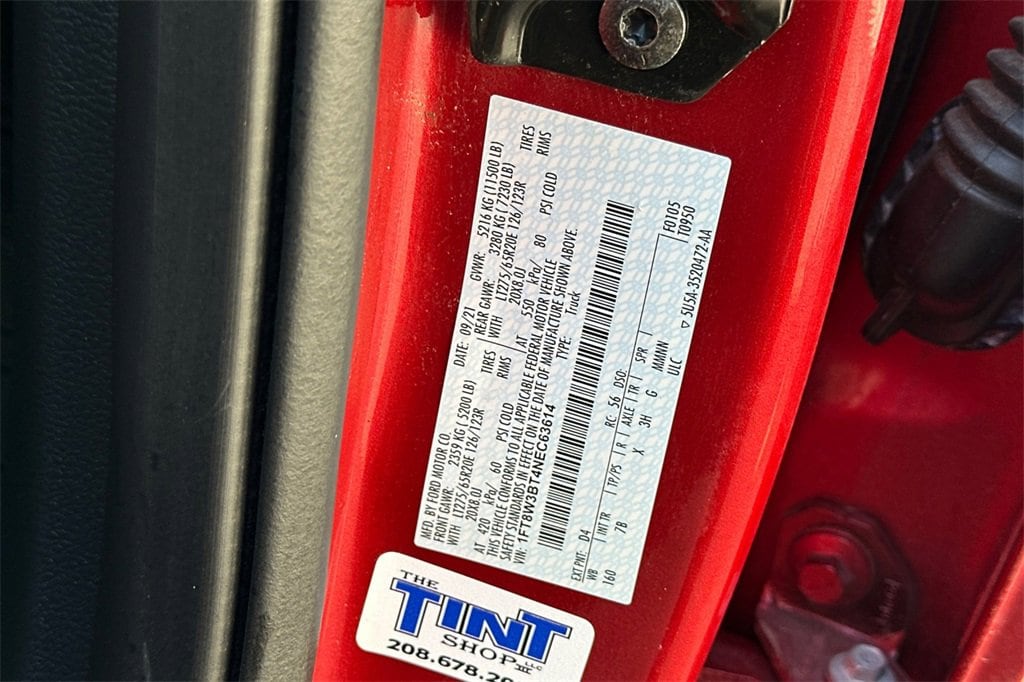 MFD. BY FORD MOTOR CO.
DATE: 09/21 GVWR: 5216 KG (11500 LB)
FRONT GAWR: 2359 KG (5200 LB)
REAR GAWR: 3280 KG (7230 LB)
WITH LT275/65R20E 126/123R TIRES
WITH LT275/65R20E 126/123R TIRES
20X8.0J RIMS
20X8.0J RIMS
AT 420 kPa/ 60 PSI COLD
AT 550 kPa/ 80 PSI COLD
THIS VEHICLE CONFORMS TO ALL APPLICABLE FEDERAL MOTOR VEHICLE
SAFETY STANDARDS IN EFFECT ON THE DATE OF MANUFACTURE SHOWN ABOVE.
VIN: 1FT8W3BT4NEC63614 TYPE: Truck
EXT PNT: D4 RC: 56 DSO: F0105
T0950
WB INT TR TP/PS R AXLE TR SPR
160 7B X 3H G MMMN
ULC
▽ 5U5A-3520472-AA
THE
TINT
SHOP LLC
208.678.20